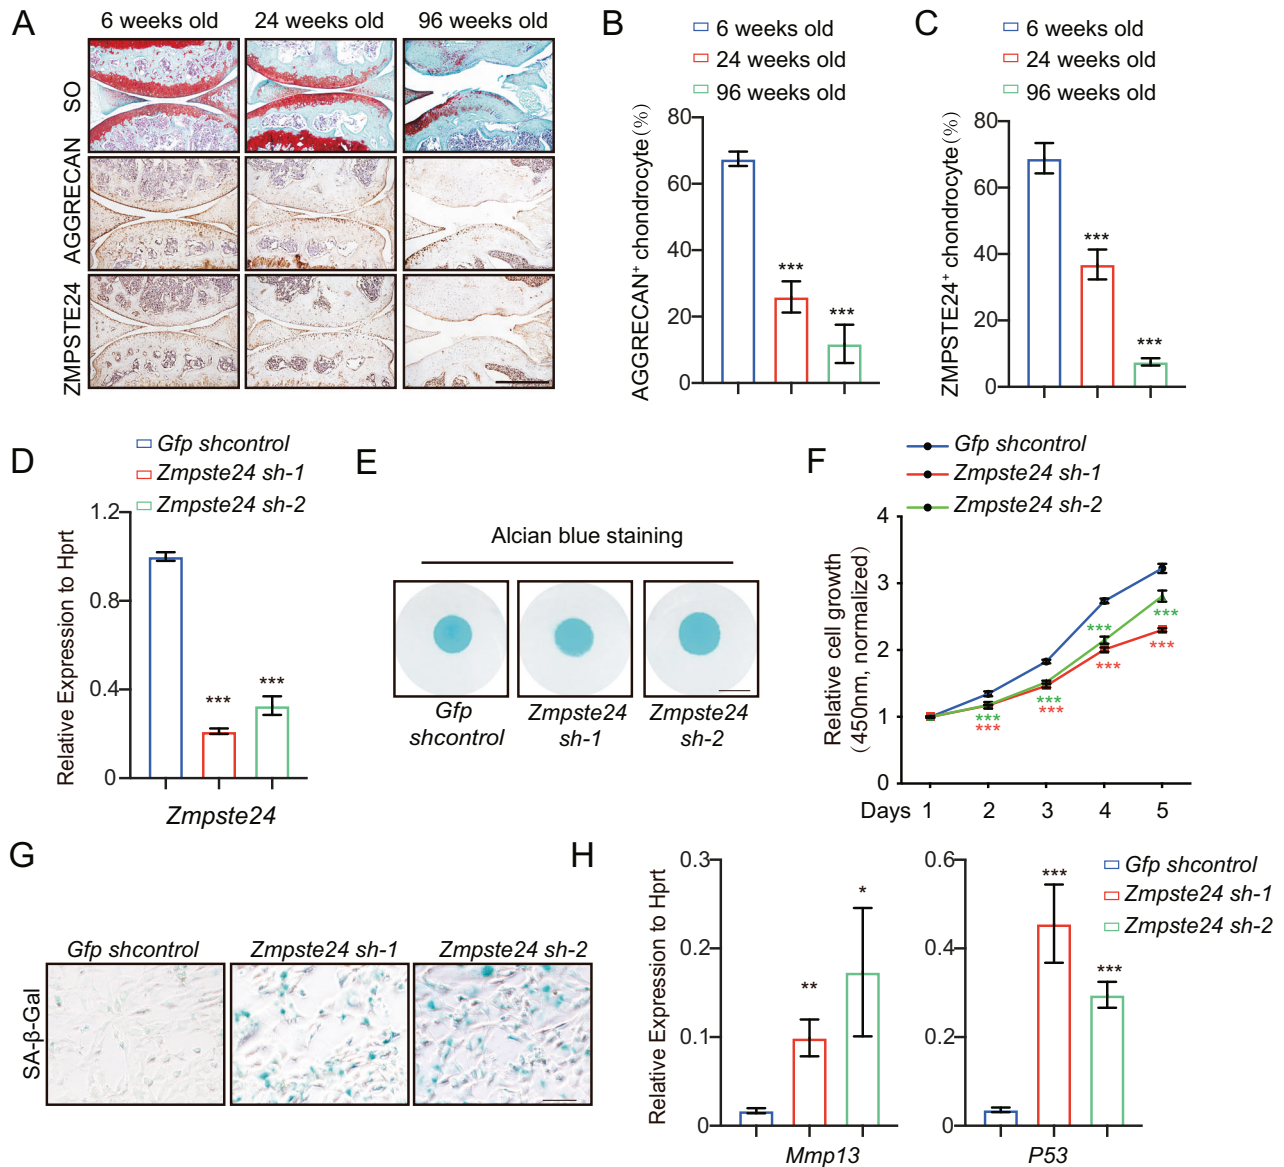 A
6 weeks old
24 weeks old
96 weeks old
SO
AGGRECAN
ZMPSTE24
B
6 weeks old
24 weeks old
96 weeks old
AGGRECAN⁺ chondrocyte(%)
80
60
40
20
0
***
***
C
6 weeks old
24 weeks old
96 weeks old
ZMPSTE24⁺ chondrocyte (%)
80
60
40
20
0
***
***
D
Gfp shcontrol
Zmpste24 sh-1
Zmpste24 sh-2
Relative Expression to Hprt
1.2
0.8
0.4
0
***
***
Zmpste24
E
Alcian blue staining
Gfp
shcontrol
Zmpste24
sh-1
Zmpste24
sh-2
F
Gfp shcontrol
Zmpste24 sh-1
Zmpste24 sh-2
Relative cell growth
(450nm, normalized)
4
3
2
1
0
***
***
***
***
***
***
***
***
Days 1 2 3 4 5
G
Gfp shcontrol
Zmpste24 sh-1
Zmpste24 sh-2
SA-β-Gal
H
Relative Expression to Hprt
0.3
0.2
0.1
0
**
*
Mmp13
0.6
0.4
0.2
0
***
***
P53
Gfp shcontrol
Zmpste24 sh-1
Zmpste24 sh-2